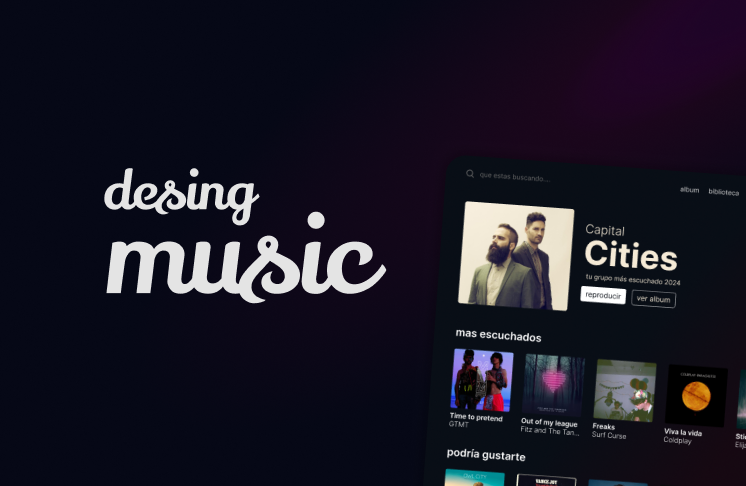 desing
music
que estas buscando...
album biblioteca
Capital
Cities
tu grupo más escuchado 2024
reproducir ver album
mas escuchados
Time to pretend
GTMT
Out of my league
Fitz and The Tan...
Freaks
Surf Curse
Viva la vida
Coldplay
podría gustarte
VANCE JOY